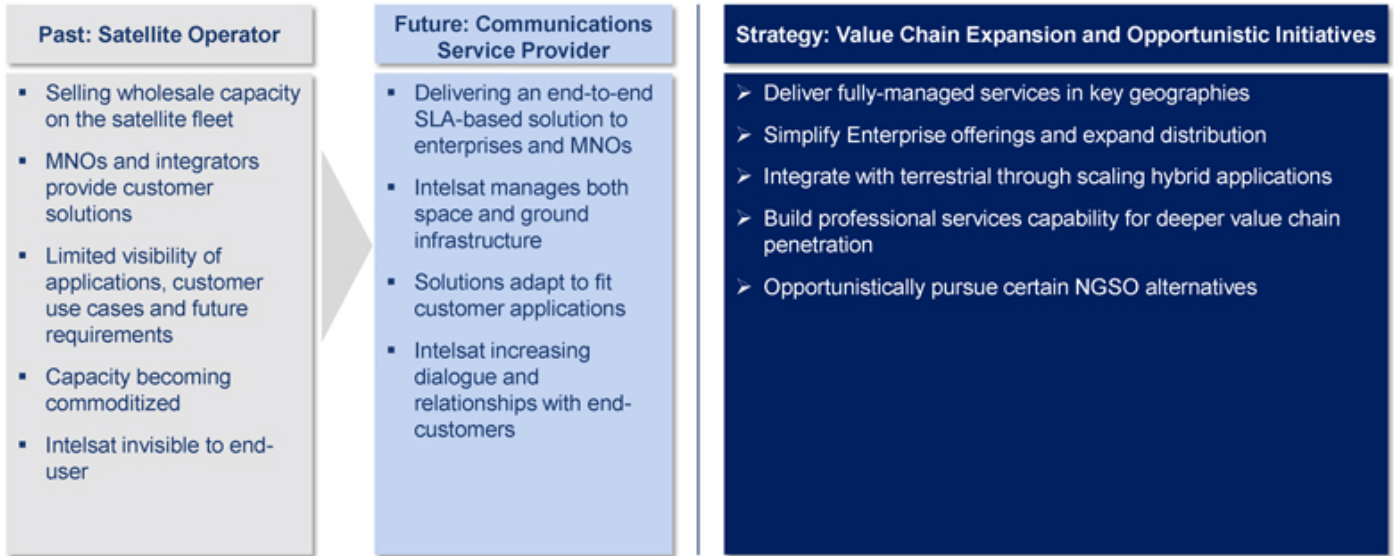 Past: Satellite Operator
▪ Selling wholesale capacity
on the satellite fleet
▪ MNOs and integrators
provide customer
solutions
▪ Limited visibility of
applications, customer
use cases and future
requirements
▪ Capacity becoming
commoditized
▪ Intelsat invisible to end-
user
Future: Communications
Service Provider
▪ Delivering an end-to-end
SLA-based solution to
enterprises and MNOs
▪ Intelsat manages both
space and ground
infrastructure
▪ Solutions adapt to fit
customer applications
▪ Intelsat increasing
dialogue and
relationships with end-
customers
Strategy: Value Chain Expansion and Opportunistic Initiatives
➢ Deliver fully-managed services in key geographies
➢ Simplify Enterprise offerings and expand distribution
➢ Integrate with terrestrial through scaling hybrid applications
➢ Build professional services capability for deeper value chain
penetration
➢ Opportunistically pursue certain NGSO alternatives